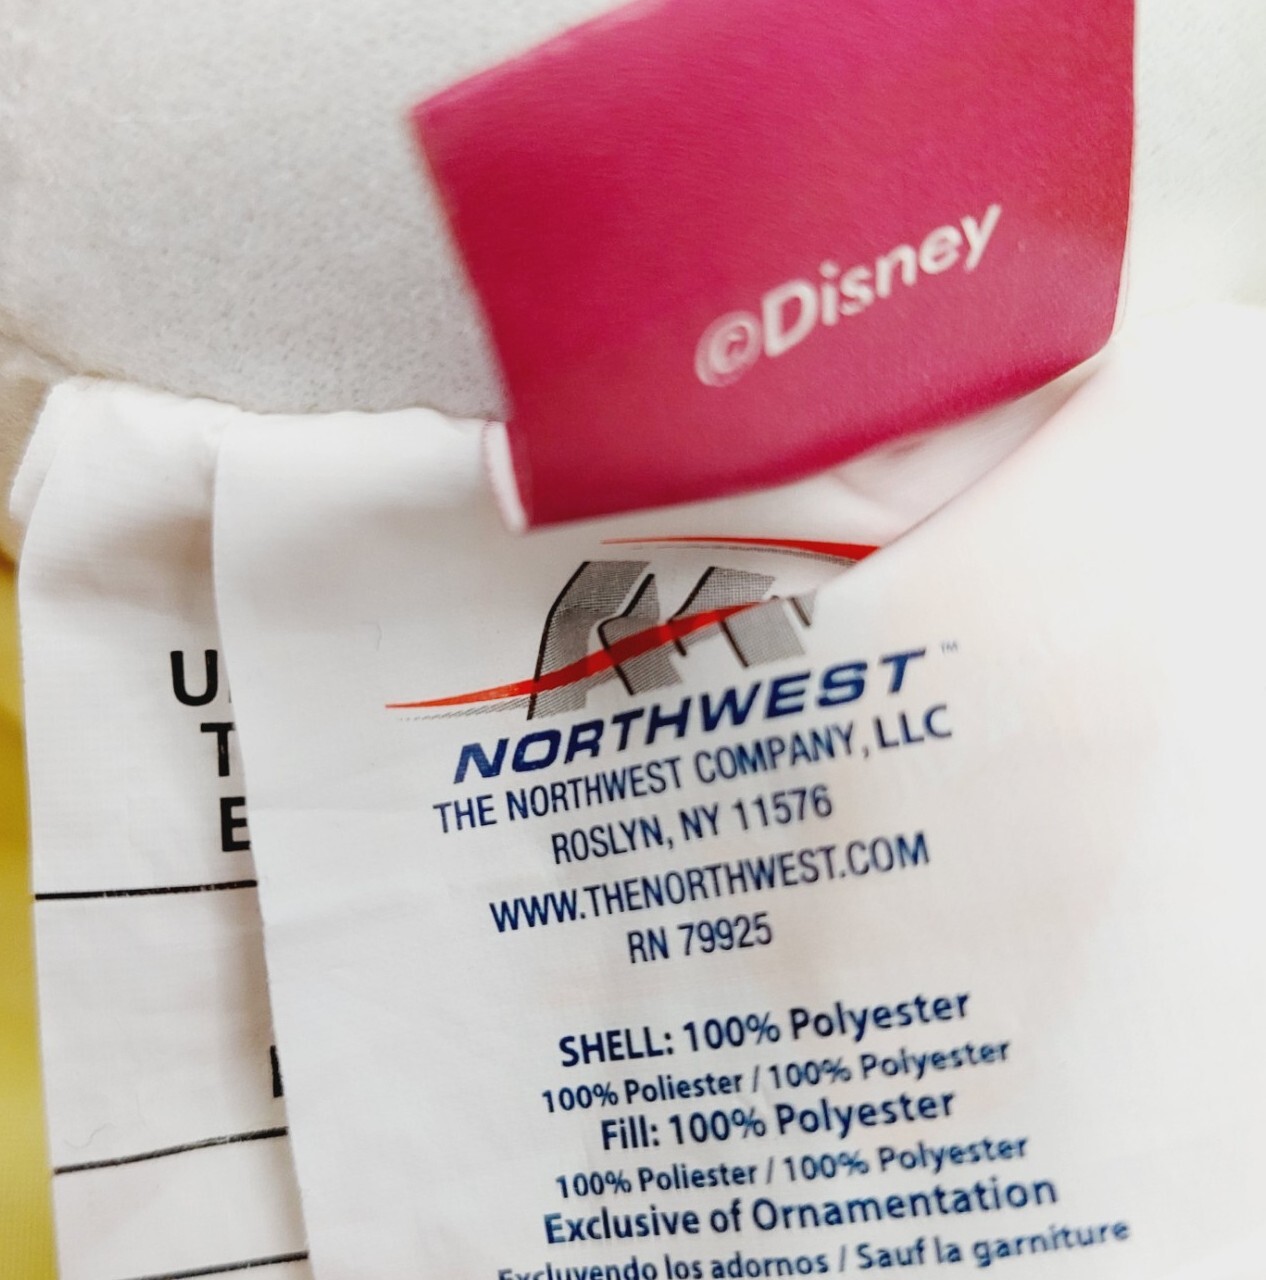 ©Disney
NORTHWEST™
THE NORTHWEST COMPANY, LLC
ROSLYN, NY 11576
WWW.THENORTHWEST.COM
RN 79925
SHELL: 100% Polyester
100% Poliester / 100% Polyester
Fill: 100% Polyester
100% Poliester / 100% Polyester
Exclusive of Ornamentation
Excluyendo los adornos / Sauf la garniture